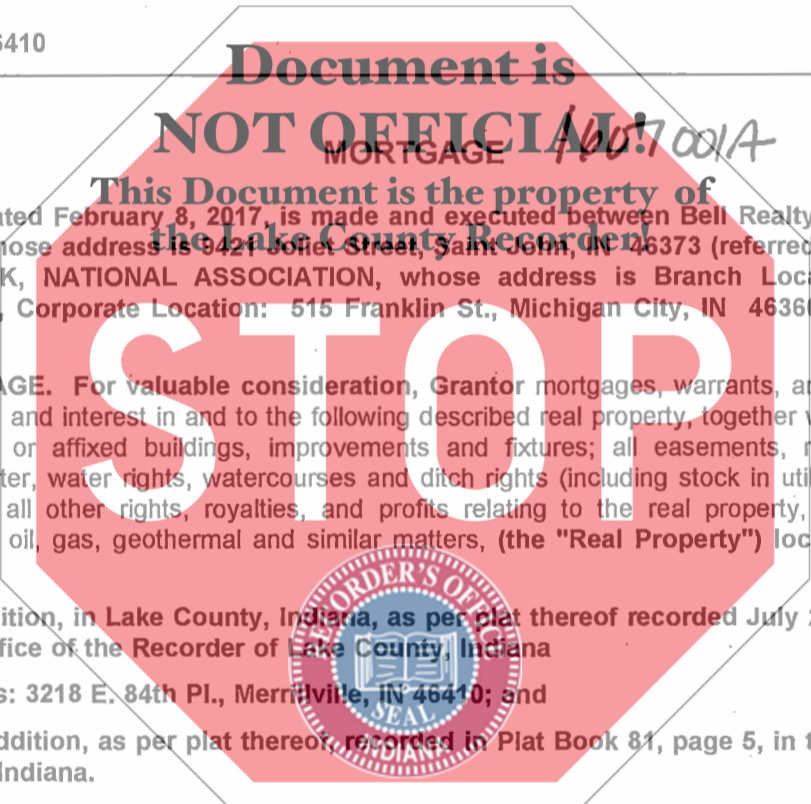 6410
Document is
NOT OFFICIAL!
MORTGAGE
This Document is the property of
ated February 8, 2017, is made and executed between Bell Realty
the Lake County Recorder!
hose address is 9421 Joliet Street, Saint John, IN 46373 (referred
K, NATIONAL ASSOCIATION, whose address is Branch Loca
, Corporate Location: 515 Franklin St., Michigan City, IN 4636
STOP
AGE. For valuable consideration, Grantor mortgages, warrants, a
and interest in and to the following described real property, together
or affixed buildings, improvements and fixtures; all easements, r
ter, water rights, watercourses and ditch rights (including stock in util
all other rights, royalties, and profits relating to the real property,
oil, gas, geothermal and similar matters, (the "Real Property") loc
RECORDER'S OFFICE
ition, in Lake County, Indiana, as per plat thereof recorded July
fice of the Recorder of Lake County, Indiana
s: 3218 E. 84th Pl., Merrillville, IN 46410; and
SEAL
INDIANA
ddition, as per plat thereof, recorded in Plat Book 81, page 5, in t
Indiana.